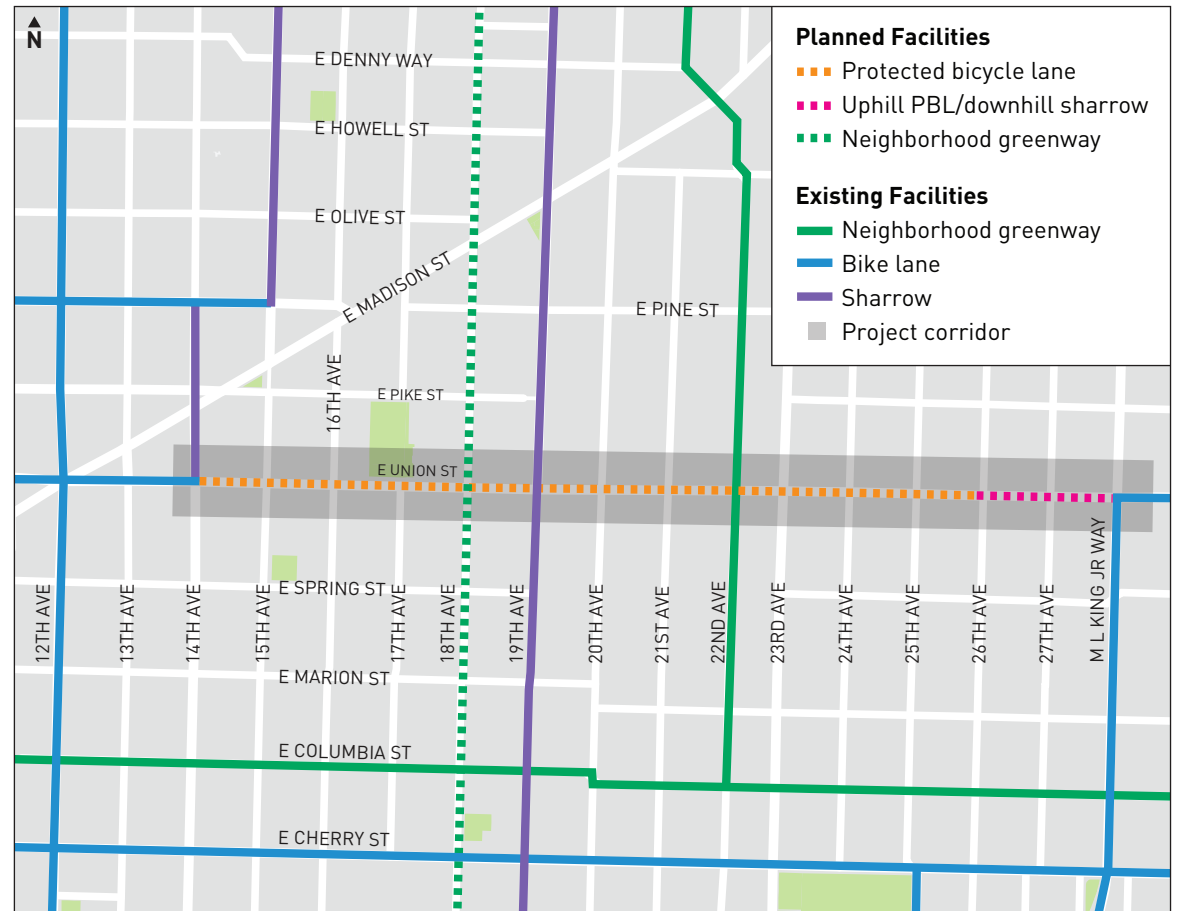 N
E DENNY WAY
E HOWELL ST
E OLIVE ST
E MADISON ST
E PINE ST
16TH AVE
E PIKE ST
E UNION ST
E SPRING ST
12TH AVE
13TH AVE
14TH AVE
15TH AVE
17TH AVE
18TH AVE
19TH AVE
20TH AVE
21ST AVE
22ND AVE
23RD AVE
24TH AVE
25TH AVE
26TH AVE
27TH AVE
M L KING JR WAY
E MARION ST
E COLUMBIA ST
E CHERRY ST
Planned Facilities
Protected bicycle lane
Uphill PBL/downhill sharrow
Neighborhood greenway
Existing Facilities
Neighborhood greenway
Bike lane
Sharrow
Project corridor